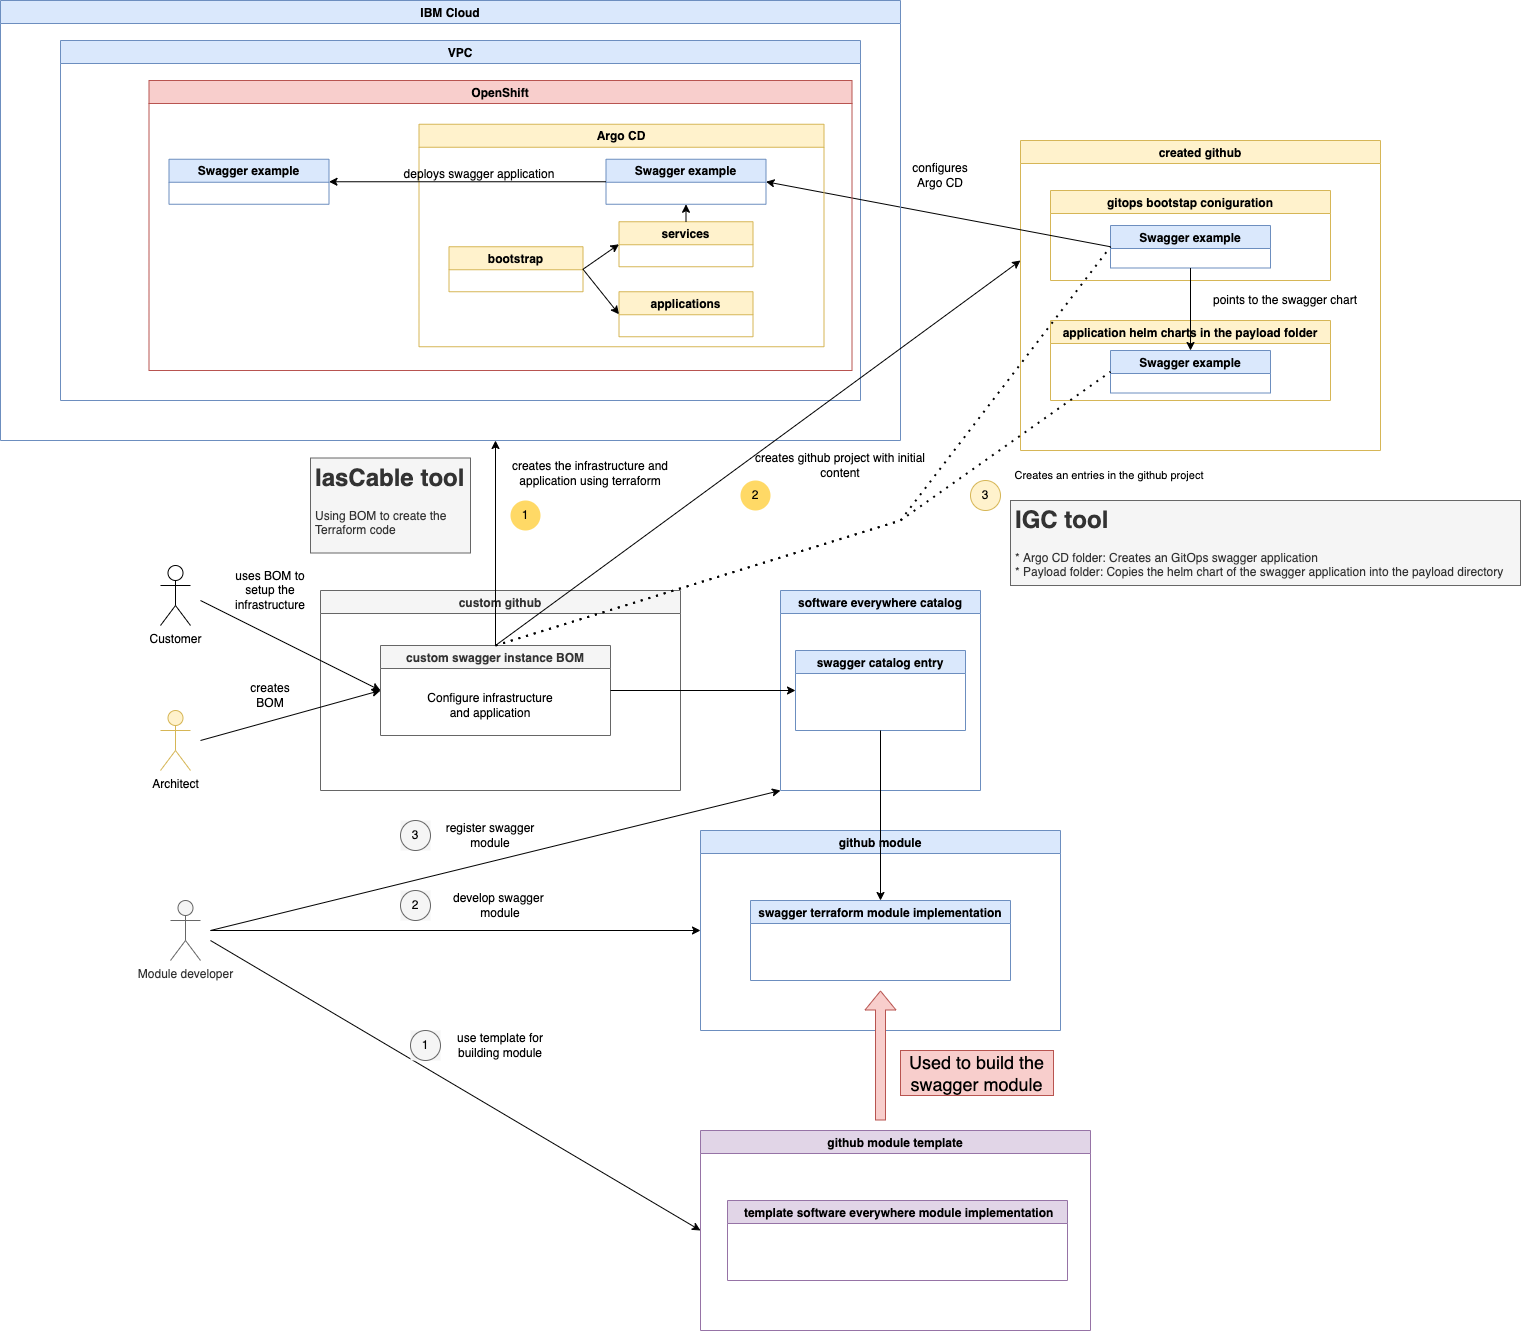 IBM Cloud
VPC
OpenShift
Argo CD
Swagger example
deploys swagger application
Swagger example
services
bootstrap
applications
configures
Argo CD
created github
gitops bootstap coniguration
Swagger example
points to the swagger chart
application helm charts in the payload folder
Swagger example
IasCable tool
Using BOM to create the
Terraform code
creates the infrastructure and
application using terraform
1
creates github project with initial
content
2
3
Creates an entries in the github project
IGC tool
* Argo CD folder: Creates an GitOps swagger application
* Payload folder: Copies the helm chart of the swagger application into the payload directory
uses BOM to
setup the
infrastructure
Customer
creates
BOM
Architect
custom github
custom swagger instance BOM
Configure infrastructure
and application
software everywhere catalog
swagger catalog entry
3
register swagger
module
2
develop swagger
module
Module developer
1
use template for
building module
github module
swagger terraform module implementation
Used to build the
swagger module
github module template
template software everywhere module implementation